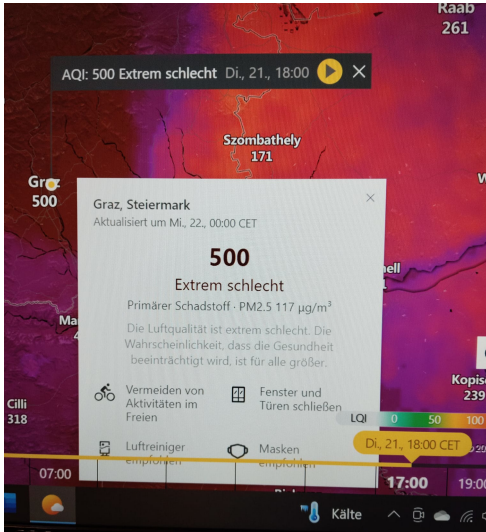 Raab
261
AQI: 500 Extrem schlecht Di., 21., 18:00
Szombathely
171
Graz
500
Graz, Steiermark
Aktualisiert um Mi., 22., 00:00 CET
500
Extrem schlecht
Primärer Schadstoff · PM2.5 117 µg/m³
Die Luftqualität ist extrem schlecht. Die
Wahrscheinlichkeit, dass die Gesundheit
beeinträchtigt wird, ist für alle größer.
Vermeiden von
Aktivitäten im
Freien
Fenster und
Türen schließen
Luftreiniger
empfohlen
Masken
empfohlen
Ma
nell
Kopis
239
Cilli
318
LQI 0 50 100
Di., 21., 18:00 CET
07:00
17:00
19:00
Kälte